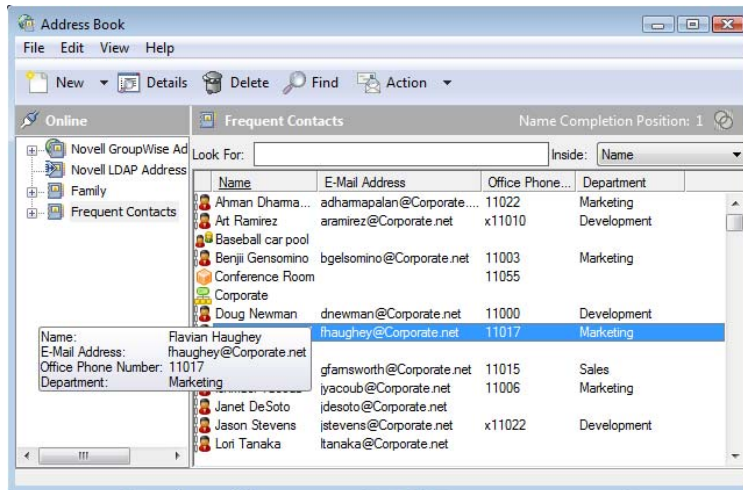 Address Book
File Edit View Help
New Details Delete Find Action
Online
Frequent Contacts Name Completion Position: 1
Novell GroupWise Ad
Novell LDAP Address
Family
Frequent Contacts
Look For: Inside: Name
Name E-Mail Address Office Phone... Department
Ahman Dhama... adhamapalan@Corporate.... 11022 Marketing
Art Ramirez aramirez@Corporate.net x11010 Development
Baseball car pool
Benjii Gensomino bgelsomino@Corporate.net 11003 Marketing
Conference Room 11055
Corporate
Doug Newman dnewman@Corporate.net 11000 Development
fhaughey@Corporate.net 11017 Marketing
Name: Flavian Haughey
E-Mail Address: fhaughey@Corporate.net
Office Phone Number: 11017
Department: Marketing
gfarnsworth@Corporate.net 11015 Sales
iyacoub@Corporate.net 11006 Marketing
Janet DeSoto jdesoto@Corporate.net
Jason Stevens jstevens@Corporate.net x11022 Development
Lori Tanaka ltanaka@Corporate.net